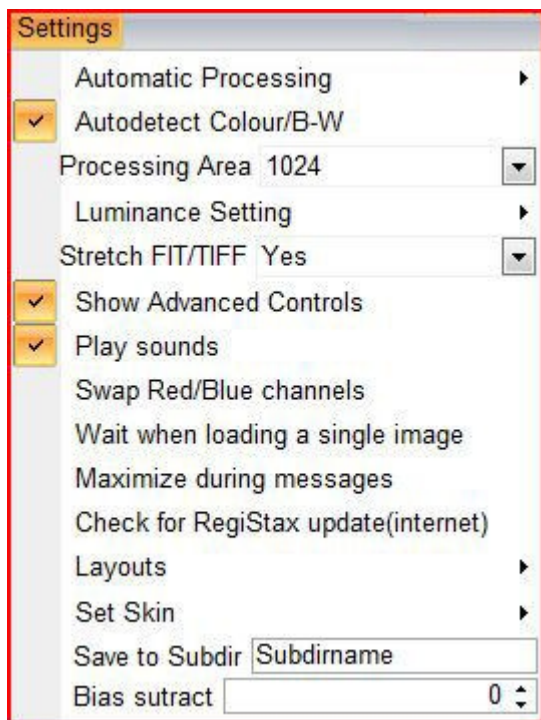 Settings
Automatic Processing
Autodetect Colour/B-W
Processing Area 1024
Luminance Setting
Stretch FIT/TIFF Yes
Show Advanced Controls
Play sounds
Swap Red/Blue channels
Wait when loading a single image
Maximize during messages
Check for RegiStax update(internet)
Layouts
Set Skin
Save to Subdir Subdirname
Bias sutract 0